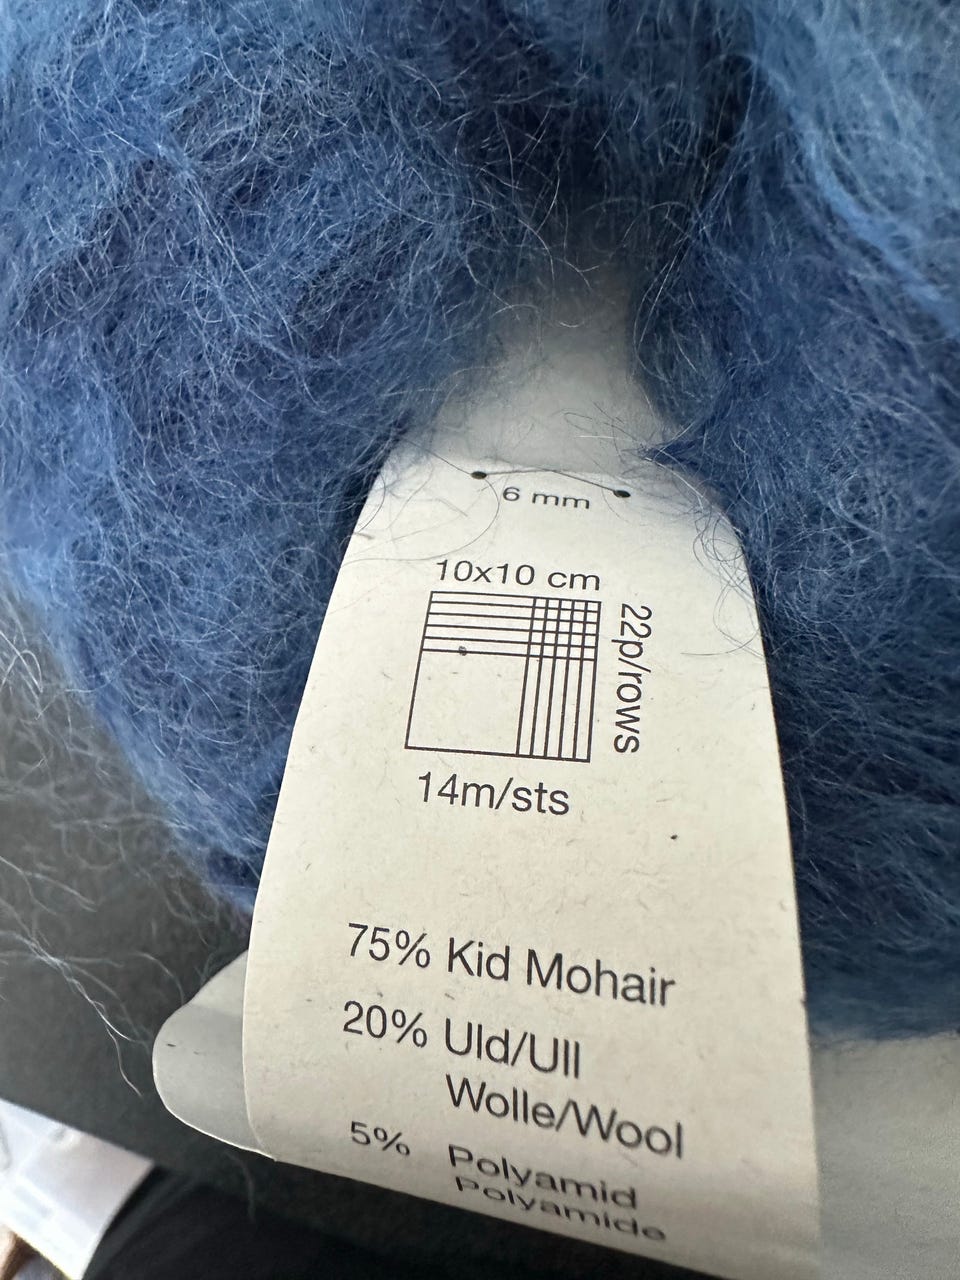 6 mm
10x10 cm
22p/rows
14m/sts
75% Kid Mohair
20% Uld/Ull
Wolle/Wool
5% Polyamid
Polyamide